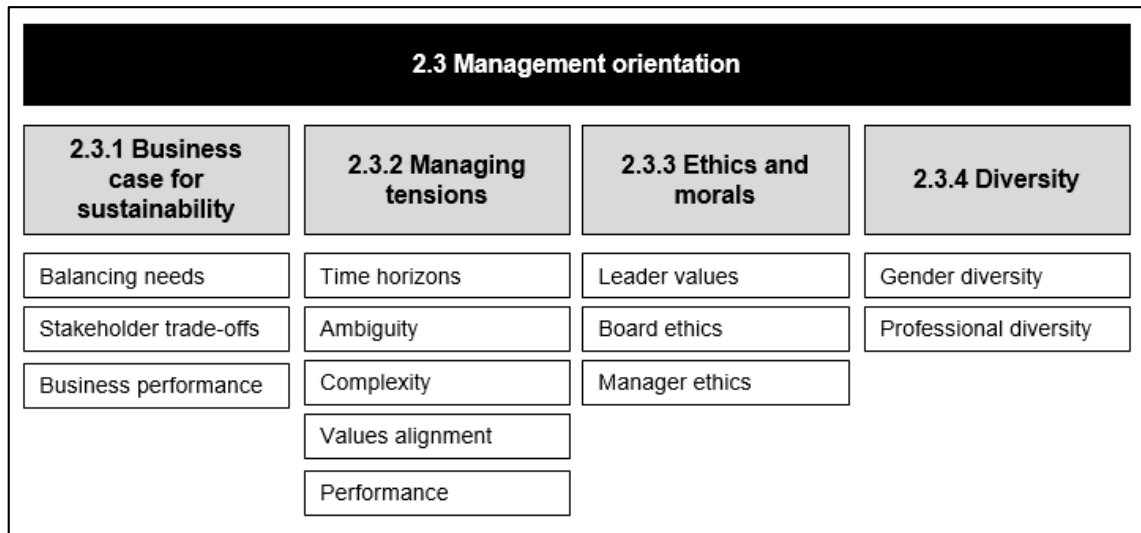 2.3 Management orientation
2.3.1 Business
case for
sustainability
2.3.2 Managing
tensions
2.3.3 Ethics and
morals
2.3.4 Diversity
Balancing needs
Stakeholder trade-offs
Business performance
Time horizons
Ambiguity
Complexity
Values alignment
Performance
Leader values
Board ethics
Manager ethics
Gender diversity
Professional diversity